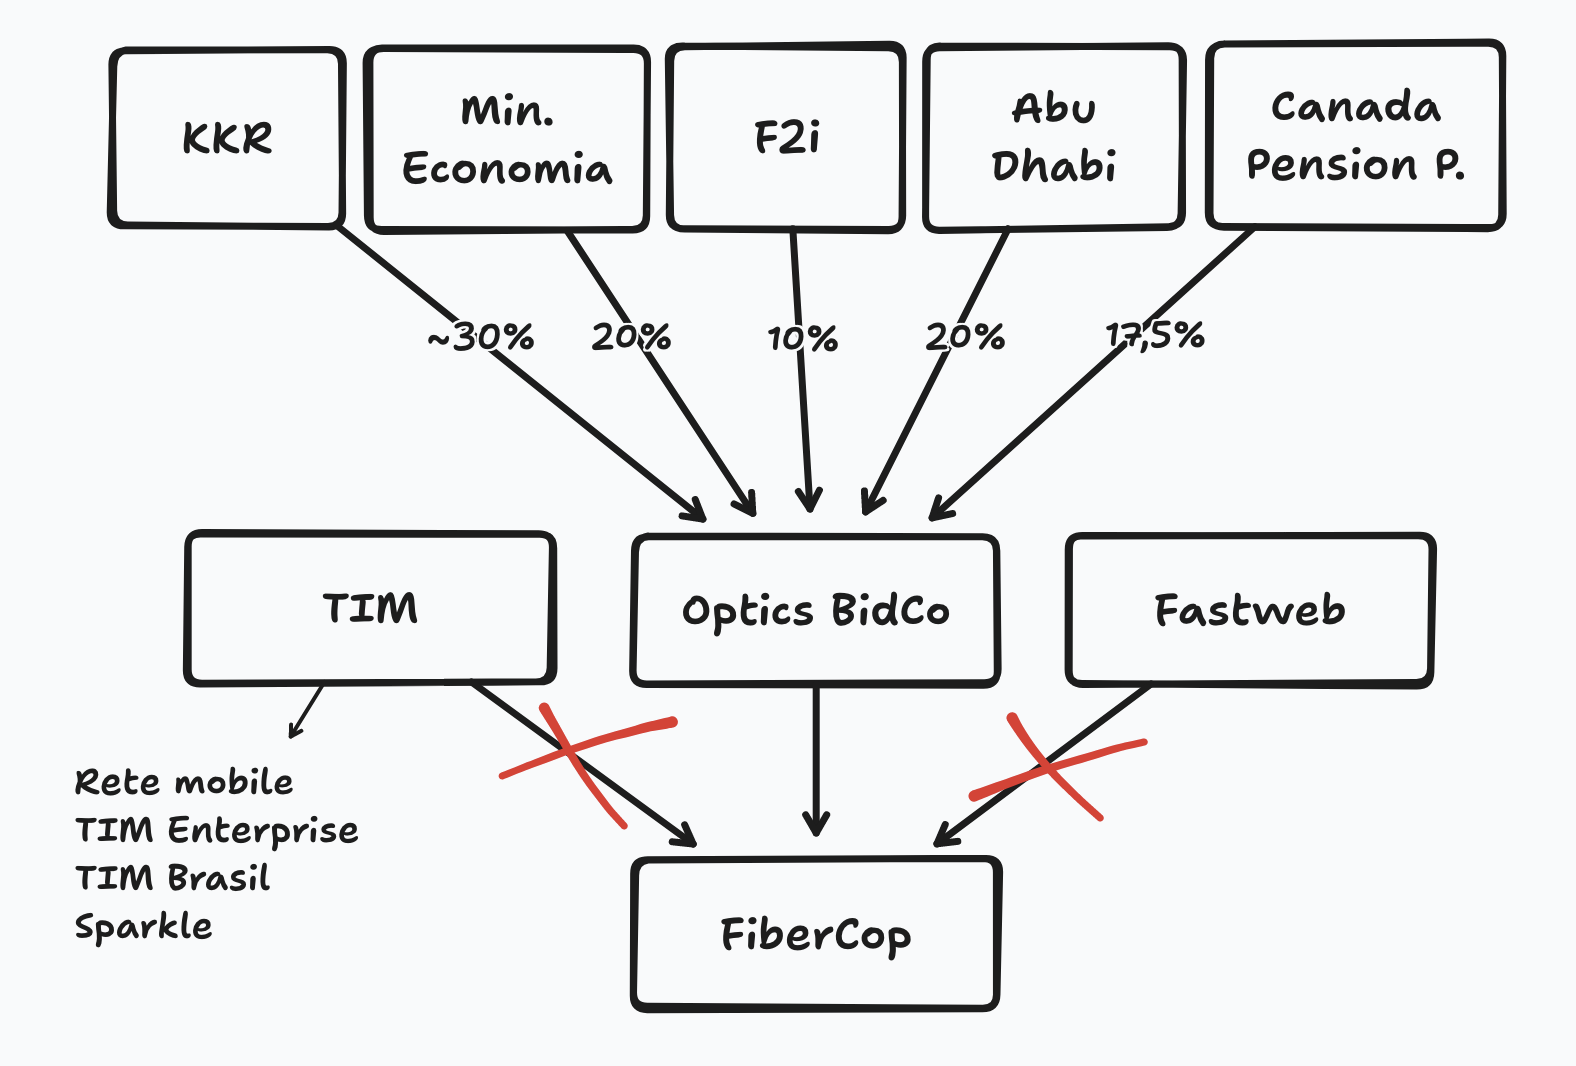 KKR
Min.
Economia
F2i
Abu
Dhabi
Canada
Pension P.
~30%
20%
10%
20%
17,5%
TIM
Optics BidCo
Fastweb
Rete mobile
TIM Enterprise
TIM Brasil
Sparkle
FiberCop